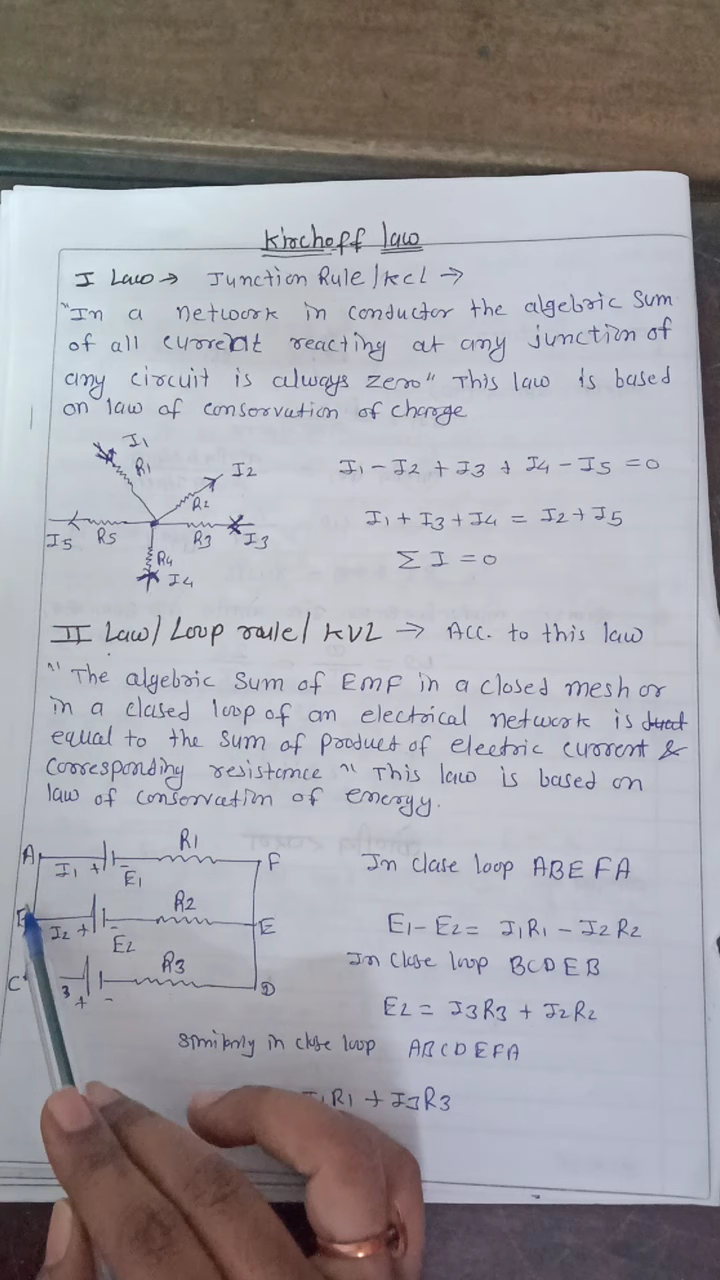 Kirchoff law
I Law → Junction Rule/kcl →
"In a network in conductor the algebric sum
of all current reacting at any junction of
any circuit is always zero" This law is based
on law of conservation of charge
I1
R1
I2
R2
I5 R5 R3 I3
R4
I4
I1 - I2 + I3 + I4 - I5 = 0
I1 + I3 + I4 = I2 + I5
Σ I = 0
II Law/ Loop rule/ KVL → Acc. to this law
"The algebric sum of EMF in a closed mesh or
in a clased loop of an electrical network is
equal to the sum of product of electric current &
corresponding resistance" This law is based on
law of conservation of energy.
A I1 + - E1 R1 F
I2 + - E2 R2 E
C 3 + - R3 D
In clase loop ABEFA
E1 - E2 = I1R1 - I2R2
In close loop BCDEB
E2 = I3R3 + I2R2
Similarly in close loop ABCDEFA
I1R1 + I3R3